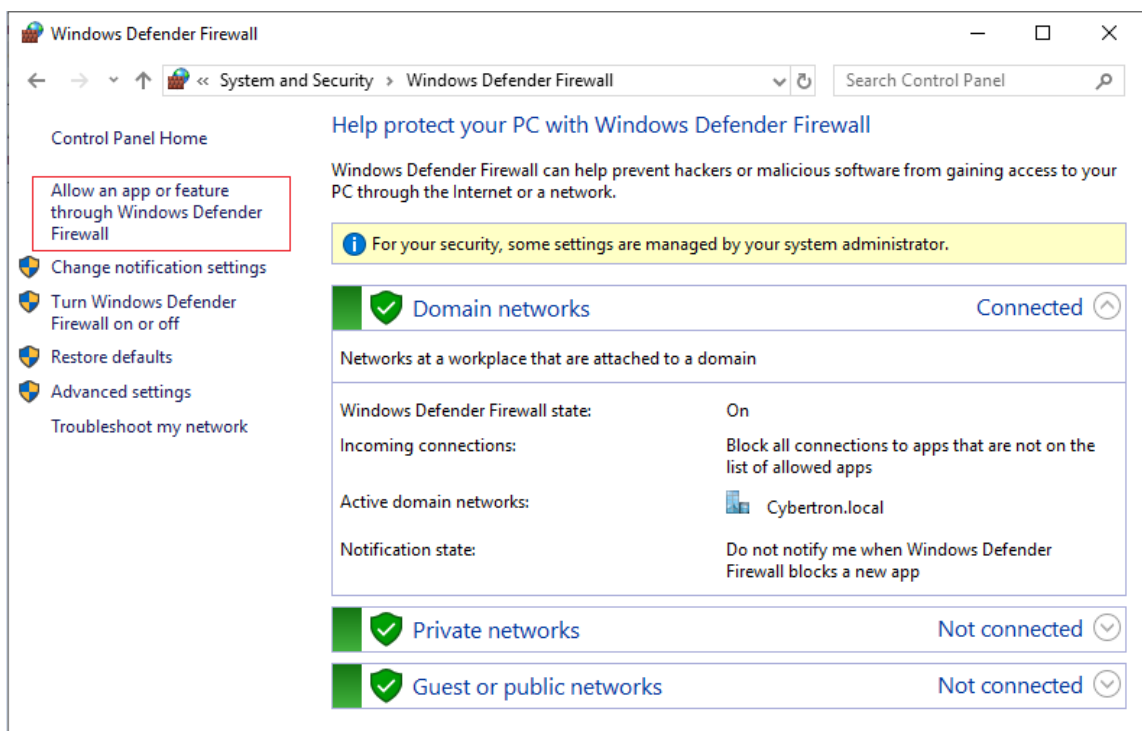 Windows Defender Firewall
« System and Security > Windows Defender Firewall
Search Control Panel
Control Panel Home
Allow an app or feature
through Windows Defender
Firewall
Change notification settings
Turn Windows Defender
Firewall on or off
Restore defaults
Advanced settings
Troubleshoot my network
Help protect your PC with Windows Defender Firewall
Windows Defender Firewall can help prevent hackers or malicious software from gaining access to your
PC through the Internet or a network.
For your security, some settings are managed by your system administrator.
Domain networks Connected
Networks at a workplace that are attached to a domain
Windows Defender Firewall state: On
Incoming connections: Block all connections to apps that are not on the
list of allowed apps
Active domain networks: Cybertron.local
Notification state: Do not notify me when Windows Defender
Firewall blocks a new app
Private networks Not connected
Guest or public networks Not connected